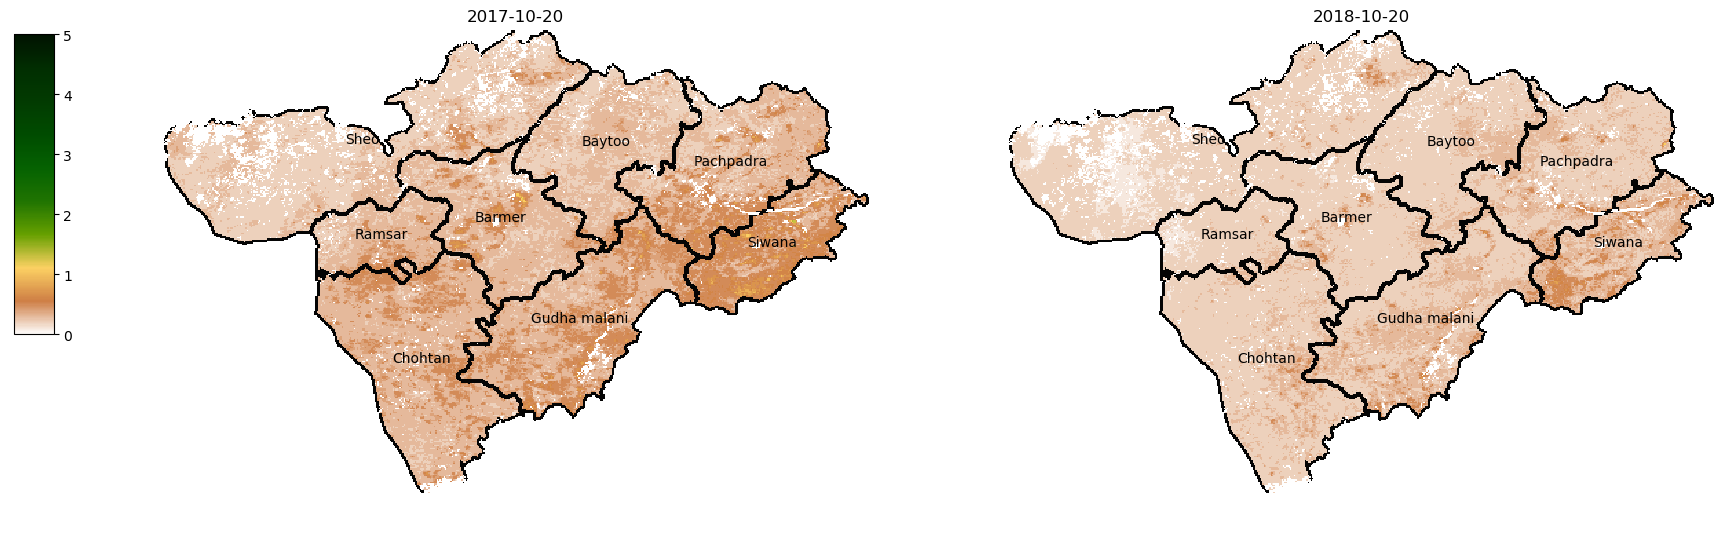 2017-10-20
2018-10-20
5
4
3
2
1
0
Sheo
Baytoo
Pachpadra
Barmer
Ramsar
Siwana
Gudha malani
Chohtan
Sheo
Baytoo
Pachpadra
Barmer
Ramsar
Siwana
Gudha malani
Chohtan